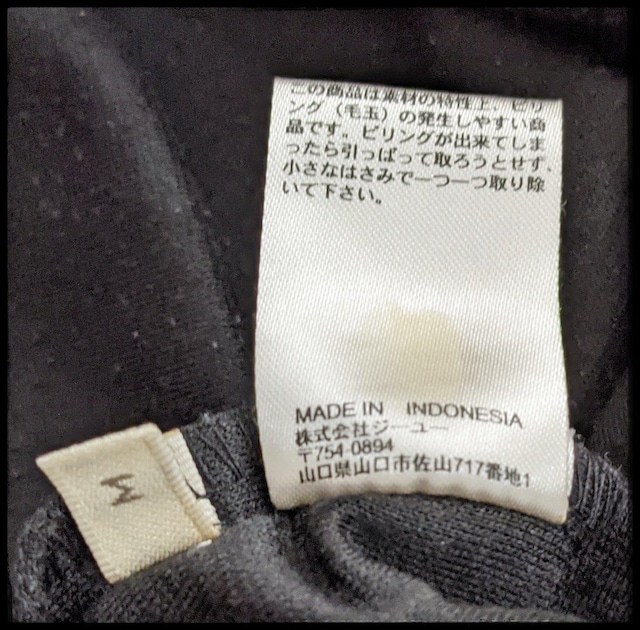 この商品は素材の特性上、ピリ
ング（毛玉）の発生しやすい商
品です。ピリングが出来てしま
ったら引っぱって取ろうとせず、
小さなはさみで一つ一つ取り除
いて下さい。
MADE IN INDONESIA
株式会社ジーユー
〒754-0894
山口県山口市佐山717番地1
M